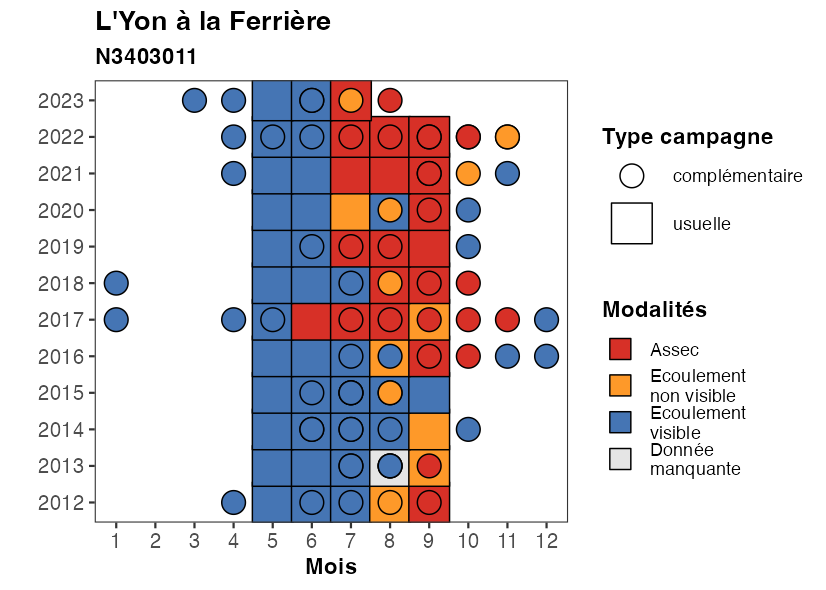 L'Yon à la Ferrière
N3403011
2023
2022
2021
2020
2019
2018
2017
2016
2015
2014
2013
2012
1 2 3 4 5 6 7 8 9 10 11 12
Mois
Type campagne
complémentaire
usuelle
Modalités
Assec
Ecoulement
non visible
Ecoulement
visible
Donnée
manquante